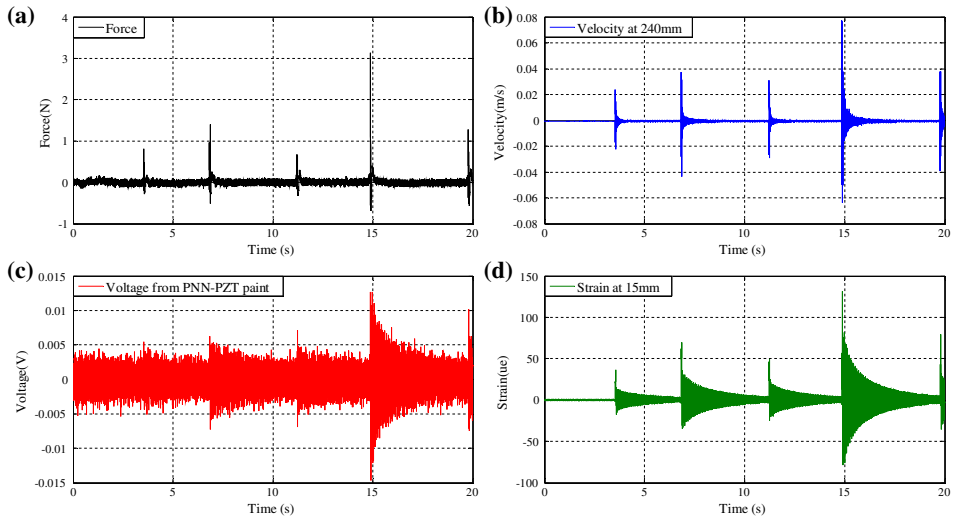 (a)
Force
4
3
2
1
0
-1
Force(N)
0 5 10 15 20
Time (s)
(b)
Velocity at 240mm
0.08
0.06
0.04
0.02
0.00
-0.02
-0.04
-0.06
-0.08
Velocity(m/s)
0 5 10 15 20
Time (s)
(c)
Voltage from PNN-PZT paint
0.015
0.01
0.005
0
-0.005
-0.01
-0.015
Voltage(V)
0 5 10 15 20
Time (s)
(d)
Strain at 15mm
150
100
50
0
-50
-100
Strain(ue)
0 5 10 15 20
Time (s)